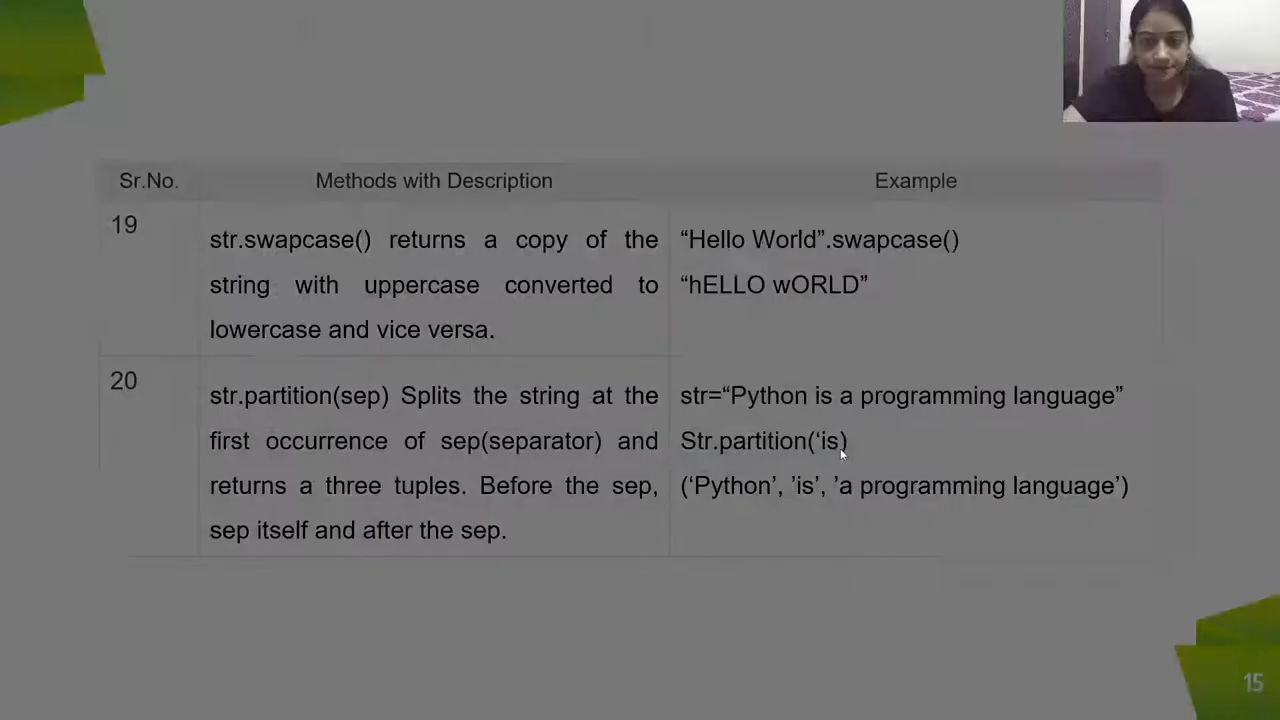 Sr.No. Methods with Description Example
19
str.swapcase() returns a copy of the
string with uppercase converted to
lowercase and vice versa.
“Hello World”.swapcase()
“hELLO wORLD”
20
str.partition(sep) Splits the string at the
first occurrence of sep(separator) and
returns a three tuples. Before the sep,
sep itself and after the sep.
str=“Python is a programming language”
Str.partition(‘is)
(‘Python’, ’is’, ’a programming language’)
15